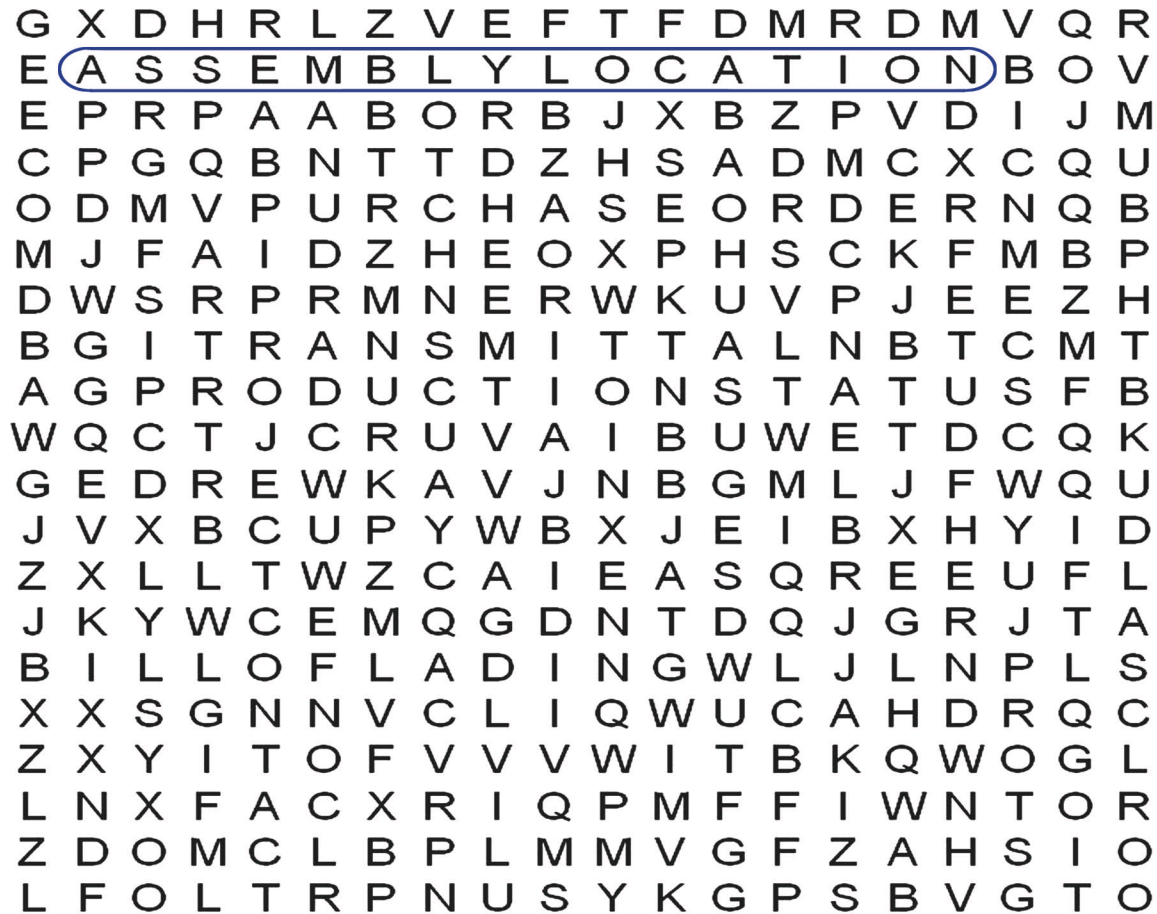 G X D H R L Z V E F T F D M R D M V Q R
E A S S E M B L Y L O C A T I O N B O V
E P R P A A B O R B J X B Z P V D I J M
C P G Q B N T T D Z H S A D M C X C Q U
O D M V P U R C H A S E O R D E R N Q B
M J F A I D Z H E O X P H S C K F M B P
D W S R P R M N E R W K U V P J E E Z H
B G I T R A N S M I T T A L N B T C M T
A G P R O D U C T I O N S T A T U S F B
W Q C T J C R U V A I B U W E T D C Q K
G E D R E W K A V J N B G M L J F W Q U
J V X B C U P Y W B X J E I B X H Y I D
Z X L L T W Z C A I E A S Q R E E U F L
J K Y W C E M Q G D N T D Q J G R J T A
B I L L O F L A D I N G W L J L N P L S
X X S G N N V C L I Q W U C A H D R Q C
Z X Y I T O F V V V W I T B K Q W O G L
L N X F A C X R I Q P M F F I W N T O R
Z D O M C L B P L M M V G F Z A H S I O
L F O L T R P N U S Y K G P S B V G T O